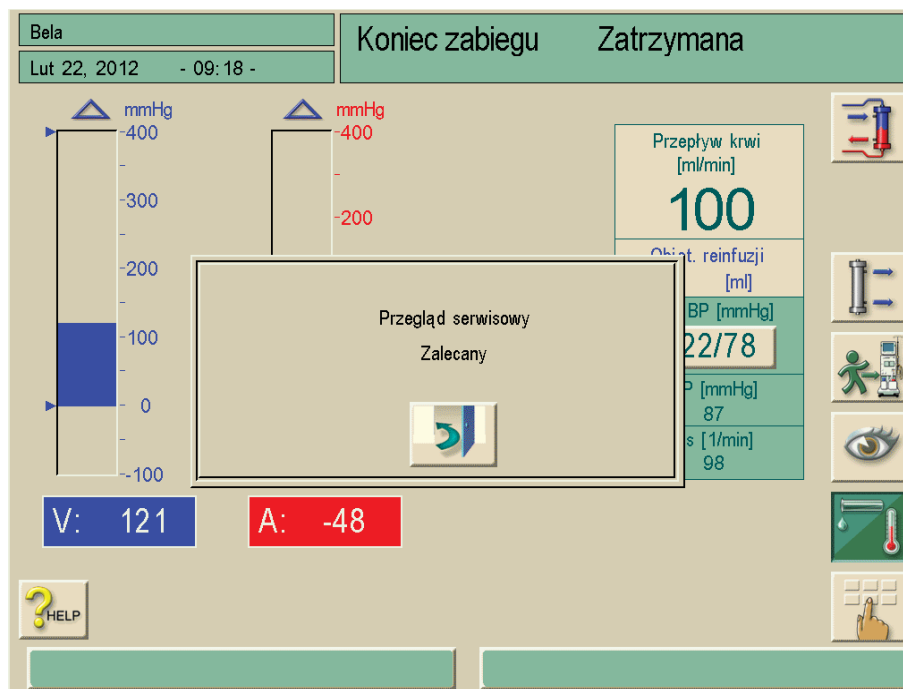 Bela
Lut 22, 2012 - 09:18 -
Koniec zabiegu Zatrzymana
mmHg
400
300
200
100
0
-100
mmHg
400
200
Przepływ krwi
[ml/min]
100
reinfuzji
[ml]
BP [mmHg]
22/78
[mmHg]
87
[1/min]
98
Przegląd serwisowy
Zalecany
V: 121
A: -48
HELP